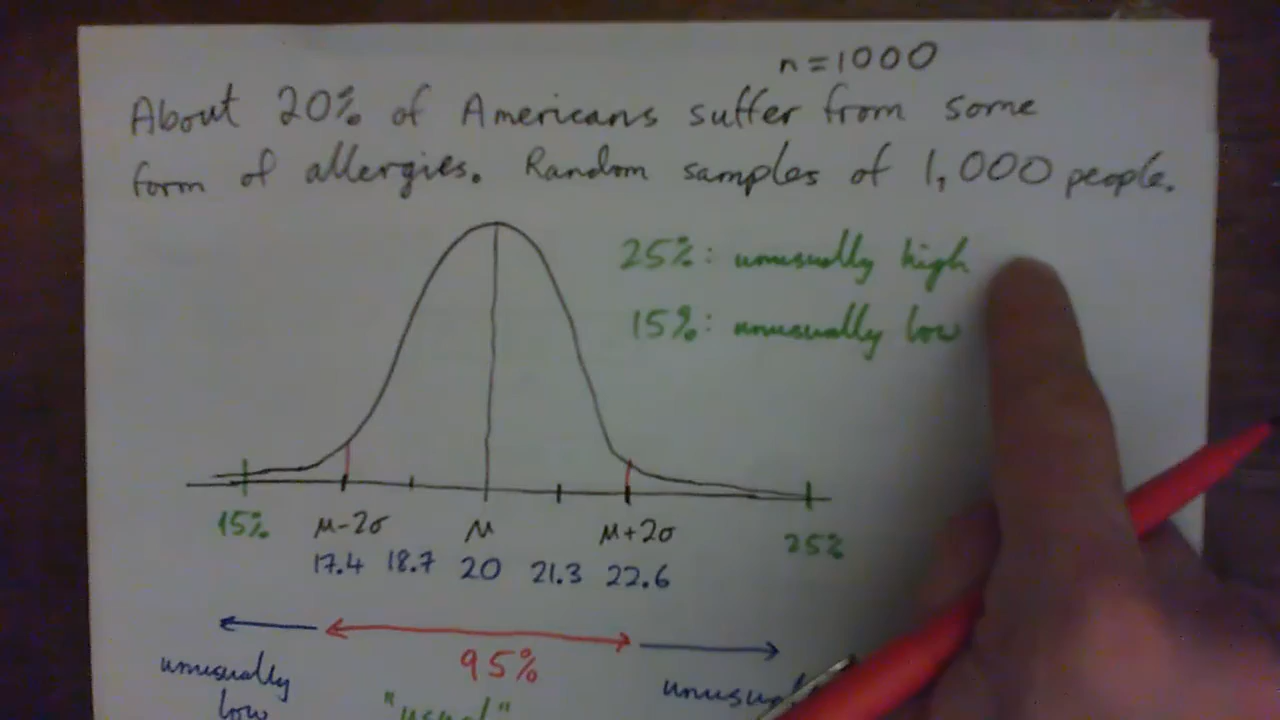 n=1000
About 20% of Americans suffer from some
form of allergies. Random samples of 1,000 people.
25%: unusually high
15%: unusually low
15% μ-2σ μ μ+2σ 25%
17.4 18.7 20 21.3 22.6
95%
unusually
low
"usual"